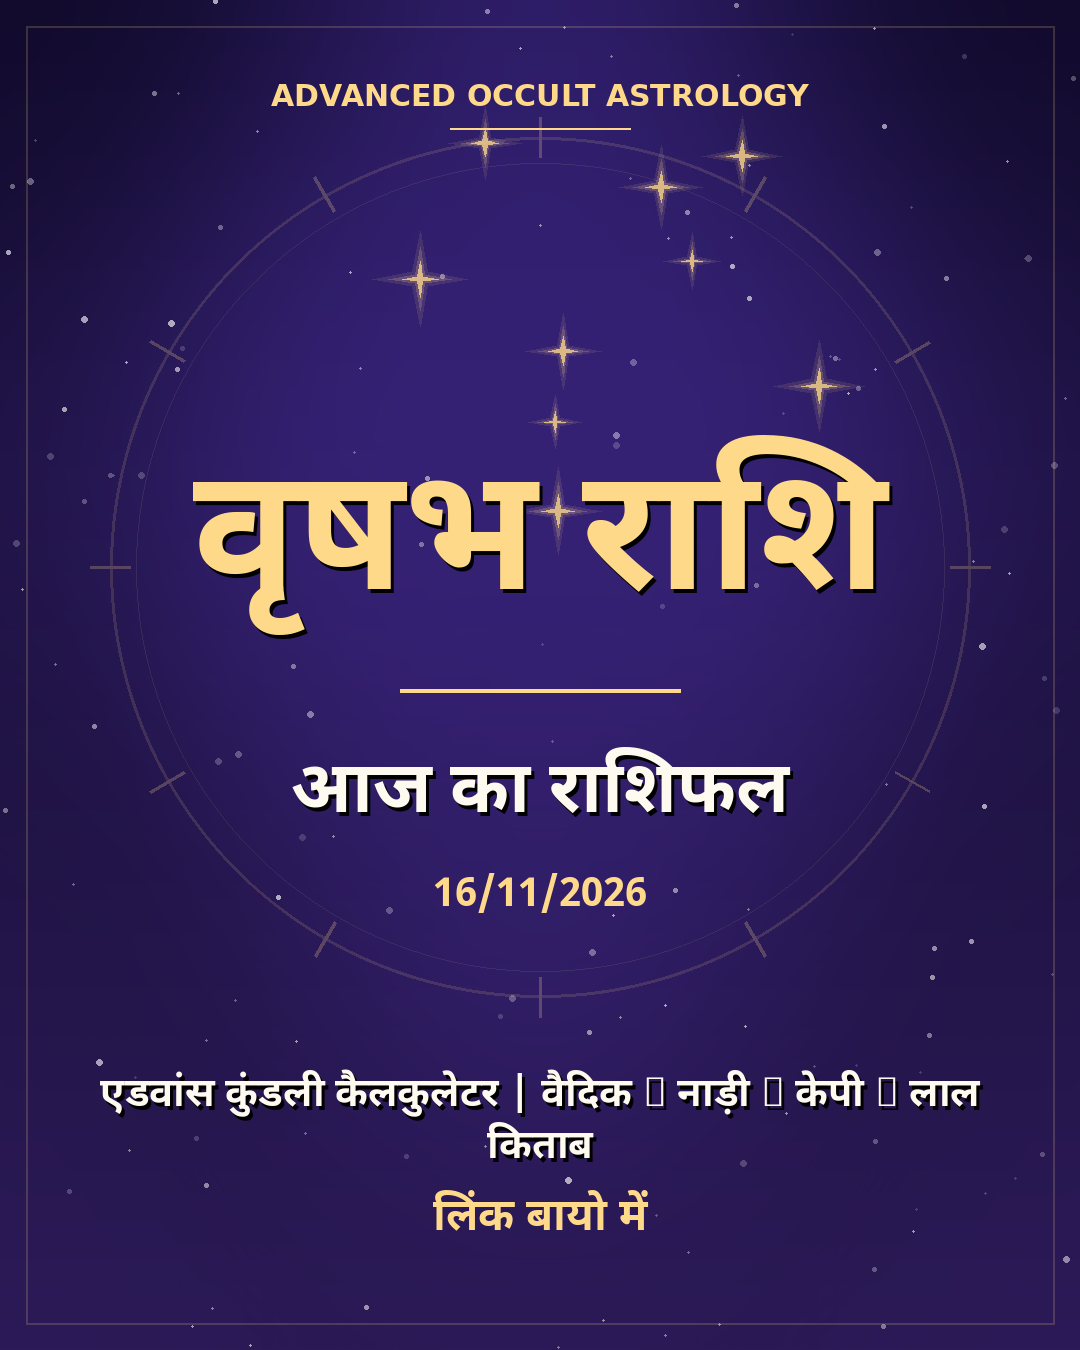 ADVANCED OCCULT ASTROLOGY
वृषभ राशि
आज का राशिफल
16/11/2026
एडवांस कुंडली कैलकुलेटर | वैदिक ▯ नाड़ी ▯ केपी ▯ लाल
किताब
लिंक बायो में